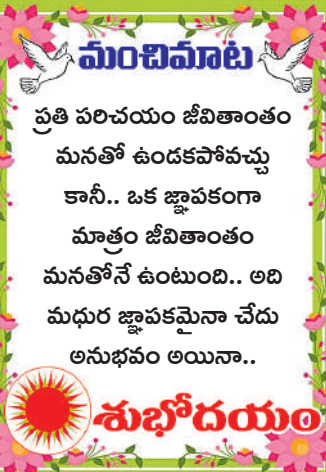 మంచిమాట
ప్రతి పరిచయం జీవితాంతం
మనతో ఉండకపోవచ్చు
కానీ.. ఒక జ్ఞాపకంగా
మాత్రం జీవితాంతం
మనతోనే ఉంటుంది.. అది
మధుర జ్ఞాపకమైనా చేదు
అనుభవం అయినా..
శుభోదయం